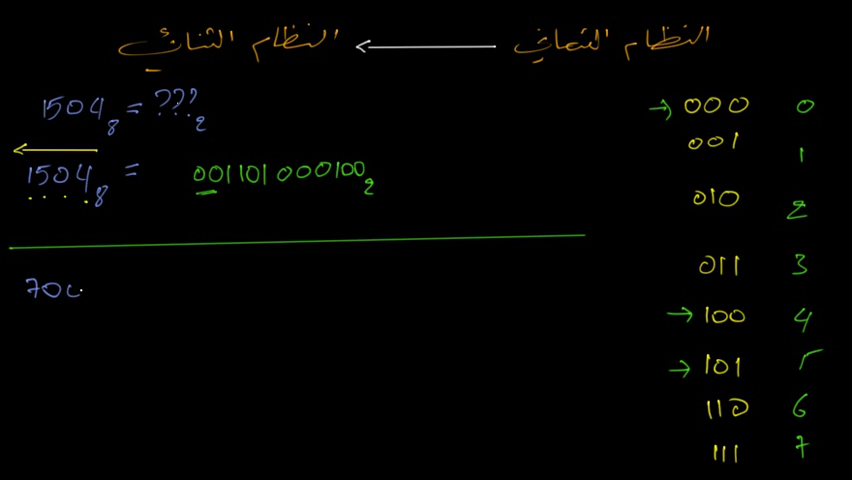 النظام الثماني ← النظام الثنائي
1504₈ = ???₂
1504₈ = 001101000100₂
70
000 0
001 1
010 2
011 3
→ 100 4
→ 101 5
110 6
111 7